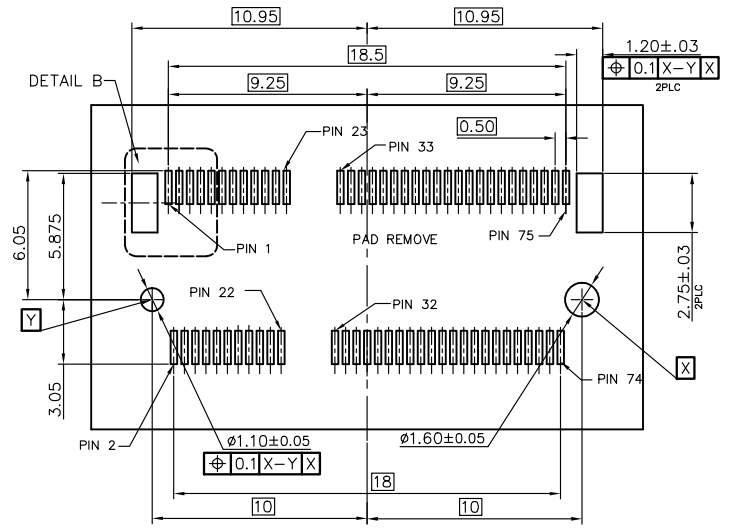 10.95 10.95
18.5
1.20±.03
⌖ 0.1 X-Y X
2PLC
DETAIL B
9.25 9.25
0.50
PIN 23
PIN 33
6.05
5.875
PIN 1
PAD REMOVE
PIN 75
2.75±.03
2PLC
Y
PIN 22
PIN 32
X
3.05
PIN 74
PIN 2
ø1.10±0.05
⌖ 0.1 X-Y X
ø1.60±0.05
18
10 10